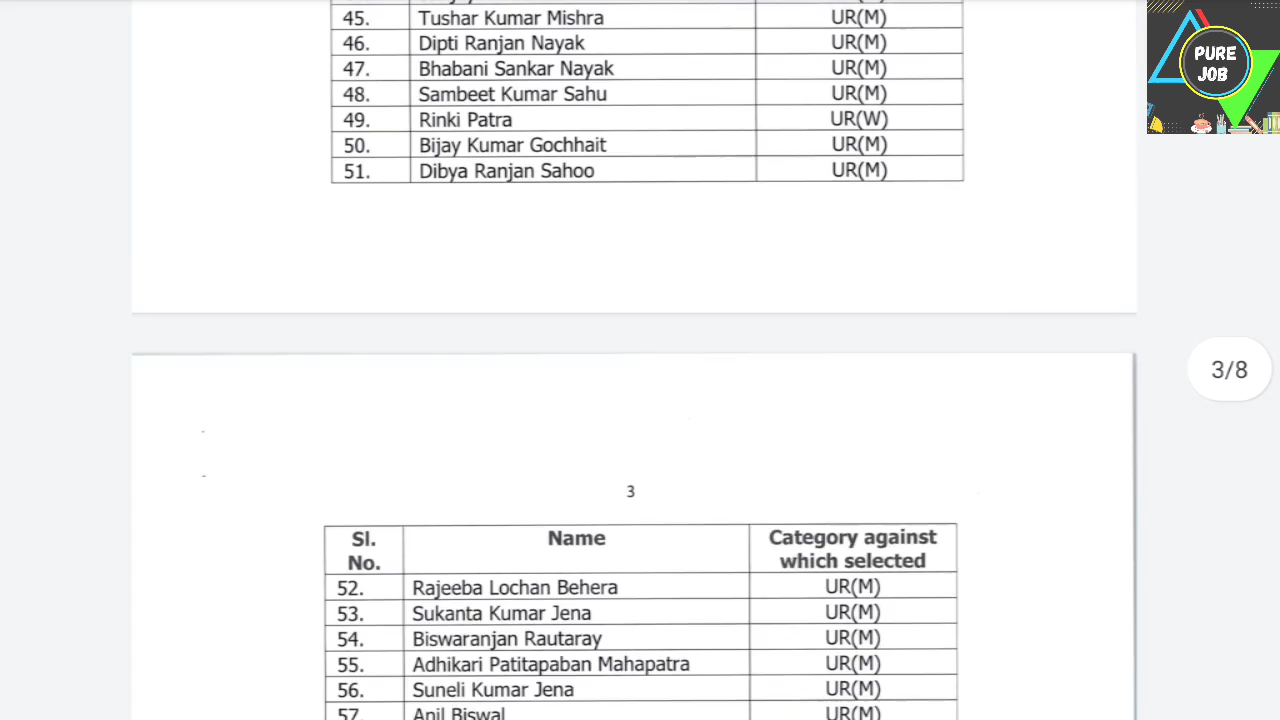 45. Tushar Kumar Mishra UR(M)
46. Dipti Ranjan Nayak UR(M)
47. Bhabani Sankar Nayak UR(M)
48. Sambeet Kumar Sahu UR(M)
49. Rinki Patra UR(W)
50. Bijay Kumar Gochhait UR(M)
51. Dibya Ranjan Sahoo UR(M)
PURE
JOB
3/8
3
Sl. Name Category against
No. which selected
52. Rajeeba Lochan Behera UR(M)
53. Sukanta Kumar Jena UR(M)
54. Biswaranjan Rautaray UR(M)
55. Adhikari Patitapaban Mahapatra UR(M)
56. Suneli Kumar Jena UR(M)
57. Anil Biswal UR(M)